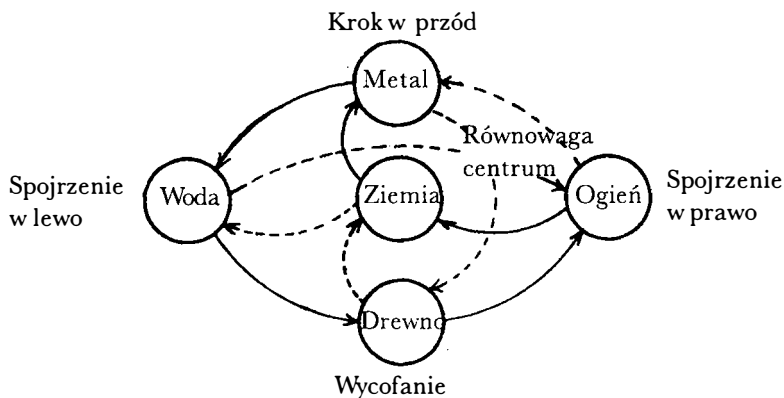 Krok w przód
Metal
Równowaga
centrum
Spojrzenie
w lewo
Woda
Ziemia
Ogień
Spojrzenie
w prawo
Drewno
Wycofanie